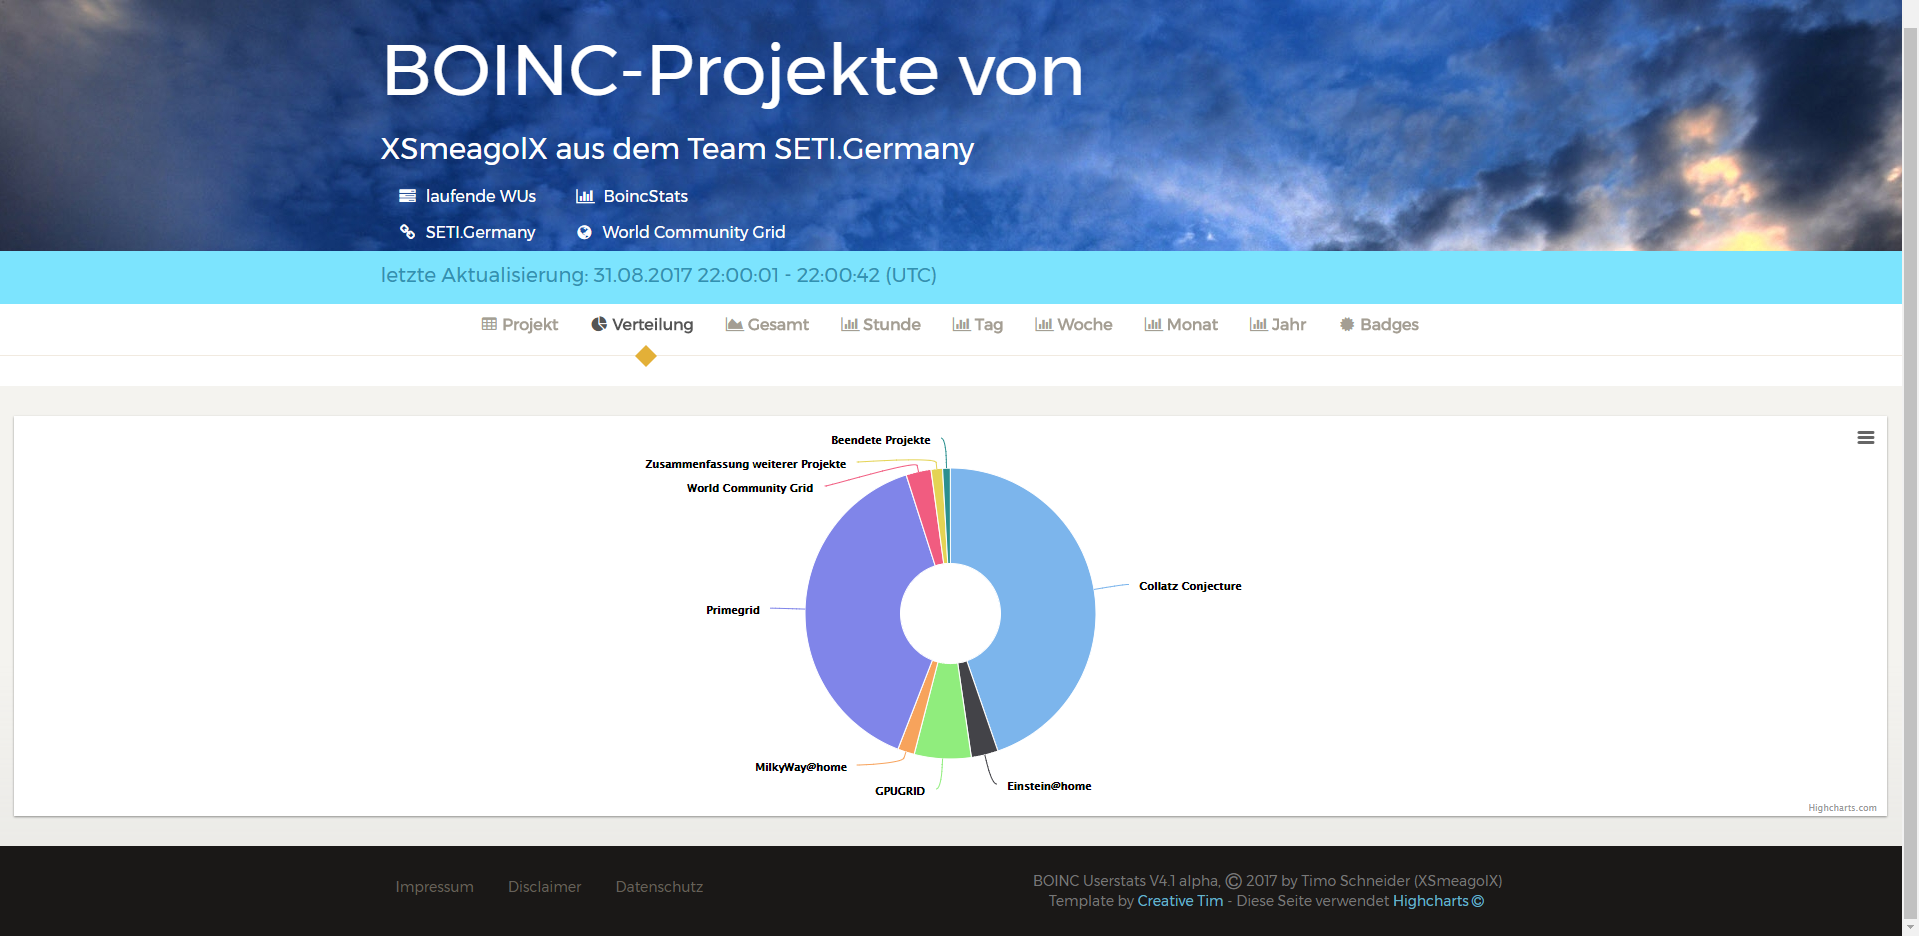 BOINC-Projekte von
XSmeagolX aus dem Team SETI.Germany
laufende WUs BoincStats
SETI.Germany World Community Grid
letzte Aktualisierung: 31.08.2017 22:00:01 - 22:00:42 (UTC)
Projekt Verteilung Gesamt Stunde Tag Woche Monat Jahr Badges
Beendete Projekte
Zusammenfassung weiterer Projekte
World Community Grid
Collatz Conjecture
Primegrid
MilkyWay@home
Einstein@home
GPUGRID
Highcharts.com
Impressum Disclaimer Datenschutz
BOINC Userstats V4.1 alpha, © 2017 by Timo Schneider (XSmeagolX)
Template by Creative Tim - Diese Seite verwendet Highcharts ©